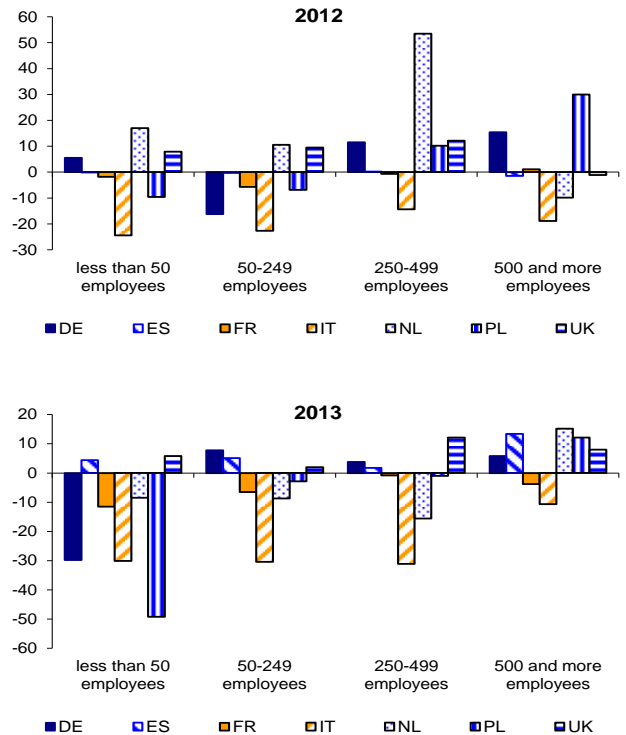 2012
60
50
40
30
20
10
0
-10
-20
-30
less than 50 employees
50-249 employees
250-499 employees
500 and more employees
DE ES FR IT NL PL UK
2013
20
10
0
-10
-20
-30
-40
-50
-60
less than 50 employees
50-249 employees
250-499 employees
500 and more employees
DE ES FR IT NL PL UK